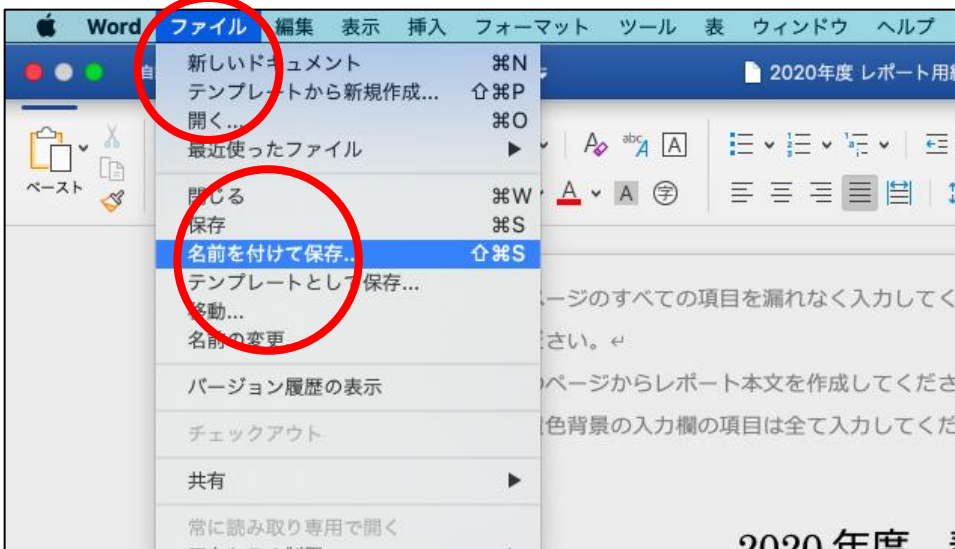 Word ファイル 編集 表示 挿入 フォーマット ツール 表 ウィンドウ ヘルプ
自
2020年度 レポート用
新しいドキュメント ⌘N
テンプレートから新規作成... ⇧⌘P
開く... ⌘O
最近使ったファイル ▶
ペースト
閉じる ⌘W
保存 ⌘S
名前を付けて保存... ⇧⌘S
テンプレートとして保存...
移動...
名前の変更
バージョン履歴の表示
チェックアウト
共有 ▶
常に読み取り専用で開く
abc A A
A A 字
ページのすべての項目を漏れなく入力してく
ださい。↵
のページからレポート本文を作成してくださ
色背景の入力欄の項目は全て入力してくだ
2020 年度